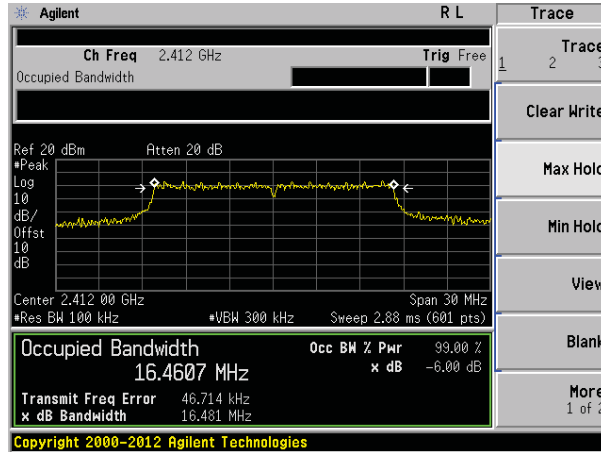 Agilent R L Trace
Ch Freq 2.412 GHz Trig Free
Occupied Bandwidth
Trace
1 2 3
Clear Write
Max Hold
Min Hold
View
Blank
More
1 of 2
Ref 20 dBm Atten 20 dB
#Peak
Log
10
dB/
Offst
10
dB
Center 2.412 00 GHz Span 30 MHz
#Res BW 100 kHz #VBW 300 kHz Sweep 2.88 ms (601 pts)
Occupied Bandwidth Occ BW % Pwr 99.00 %
16.4607 MHz x dB -6.00 dB
Transmit Freq Error 46.714 kHz
x dB Bandwidth 16.481 MHz
Copyright 2000-2012 Agilent Technologies